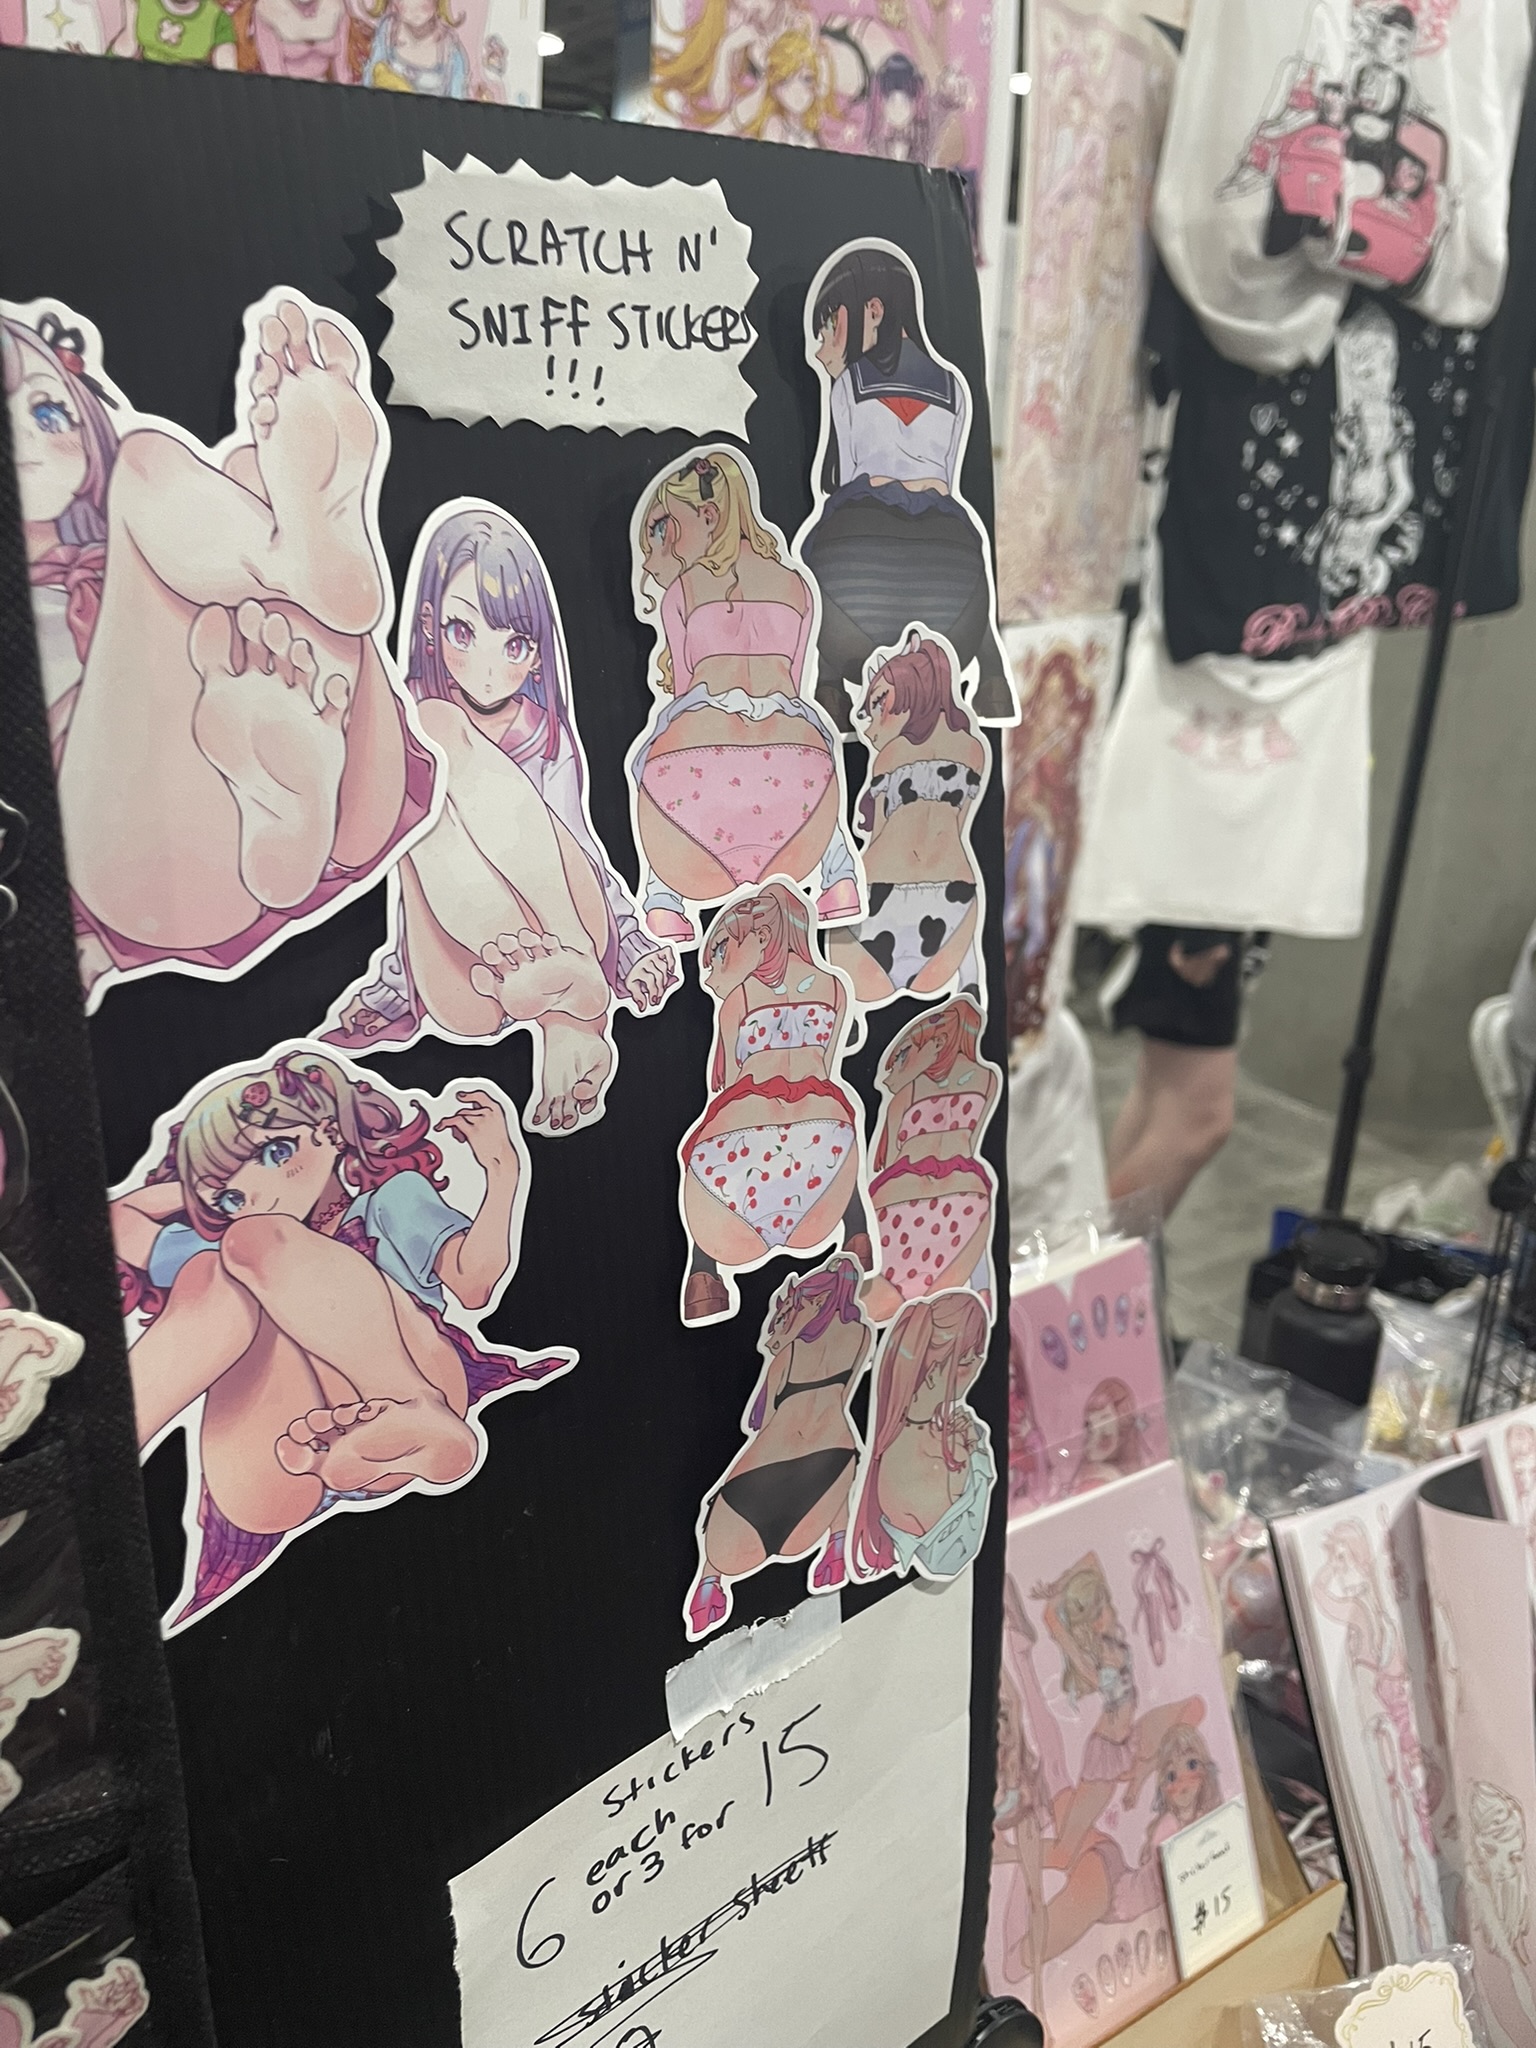 SCRATCH N'
SNIFF STICKERS
!!!
stickers
6 each
or 3 for 15
sticker sheet
$15